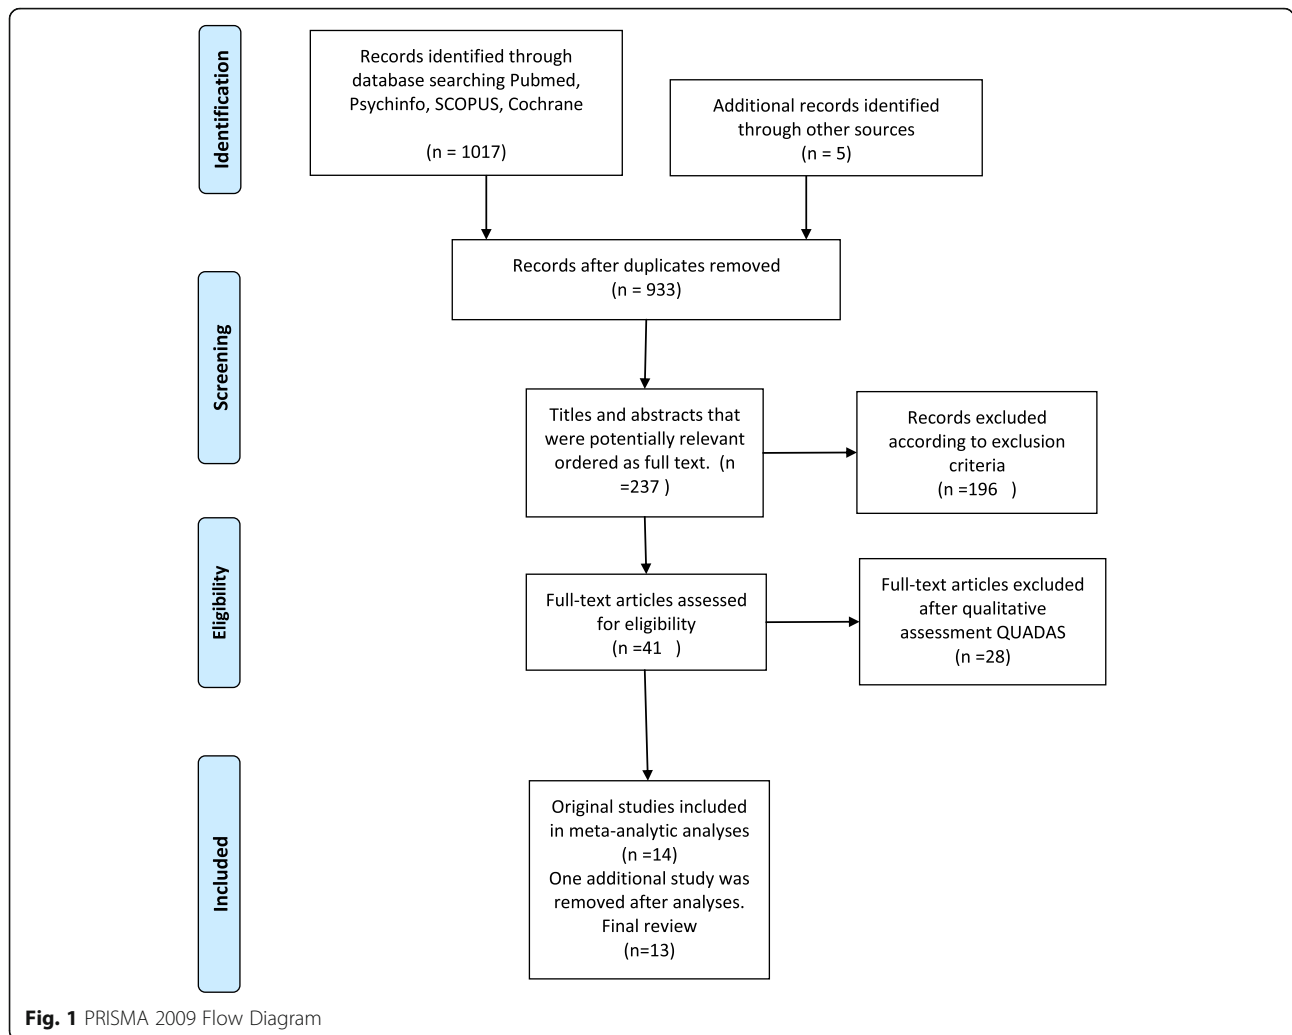 Identification
Records identified through
database searching Pubmed,
Psychinfo, SCOPUS, Cochrane
(n = 1017)
Additional records identified
through other sources
(n = 5)
Screening
Records after duplicates removed
(n = 933)
Titles and abstracts that
were potentially relevant
ordered as full text. (n
=237 )
Records excluded
according to exclusion
criteria
(n =196 )
Eligibility
Full-text articles assessed
for eligibility
(n =41 )
Full-text articles excluded
after qualitative
assessment QUADAS
(n =28)
Included
Original studies included
in meta-analytic analyses
(n =14)
One additional study was
removed after analyses.
Final review
(n=13)
Fig. 1 PRISMA 2009 Flow Diagram